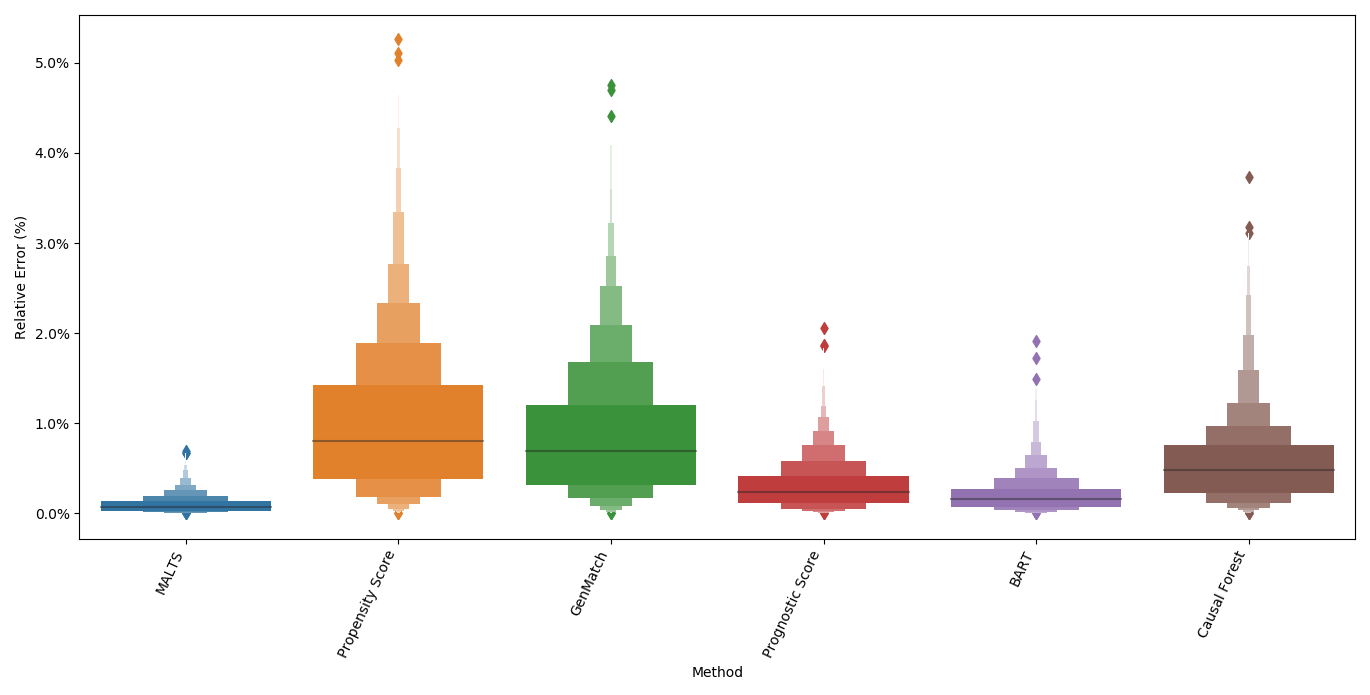 Relative Error (%)
5.0%
4.0%
3.0%
2.0%
1.0%
0.0%
MALTS
Propensity Score
GenMatch
Prognostic Score
BART
Causal Forest
Method